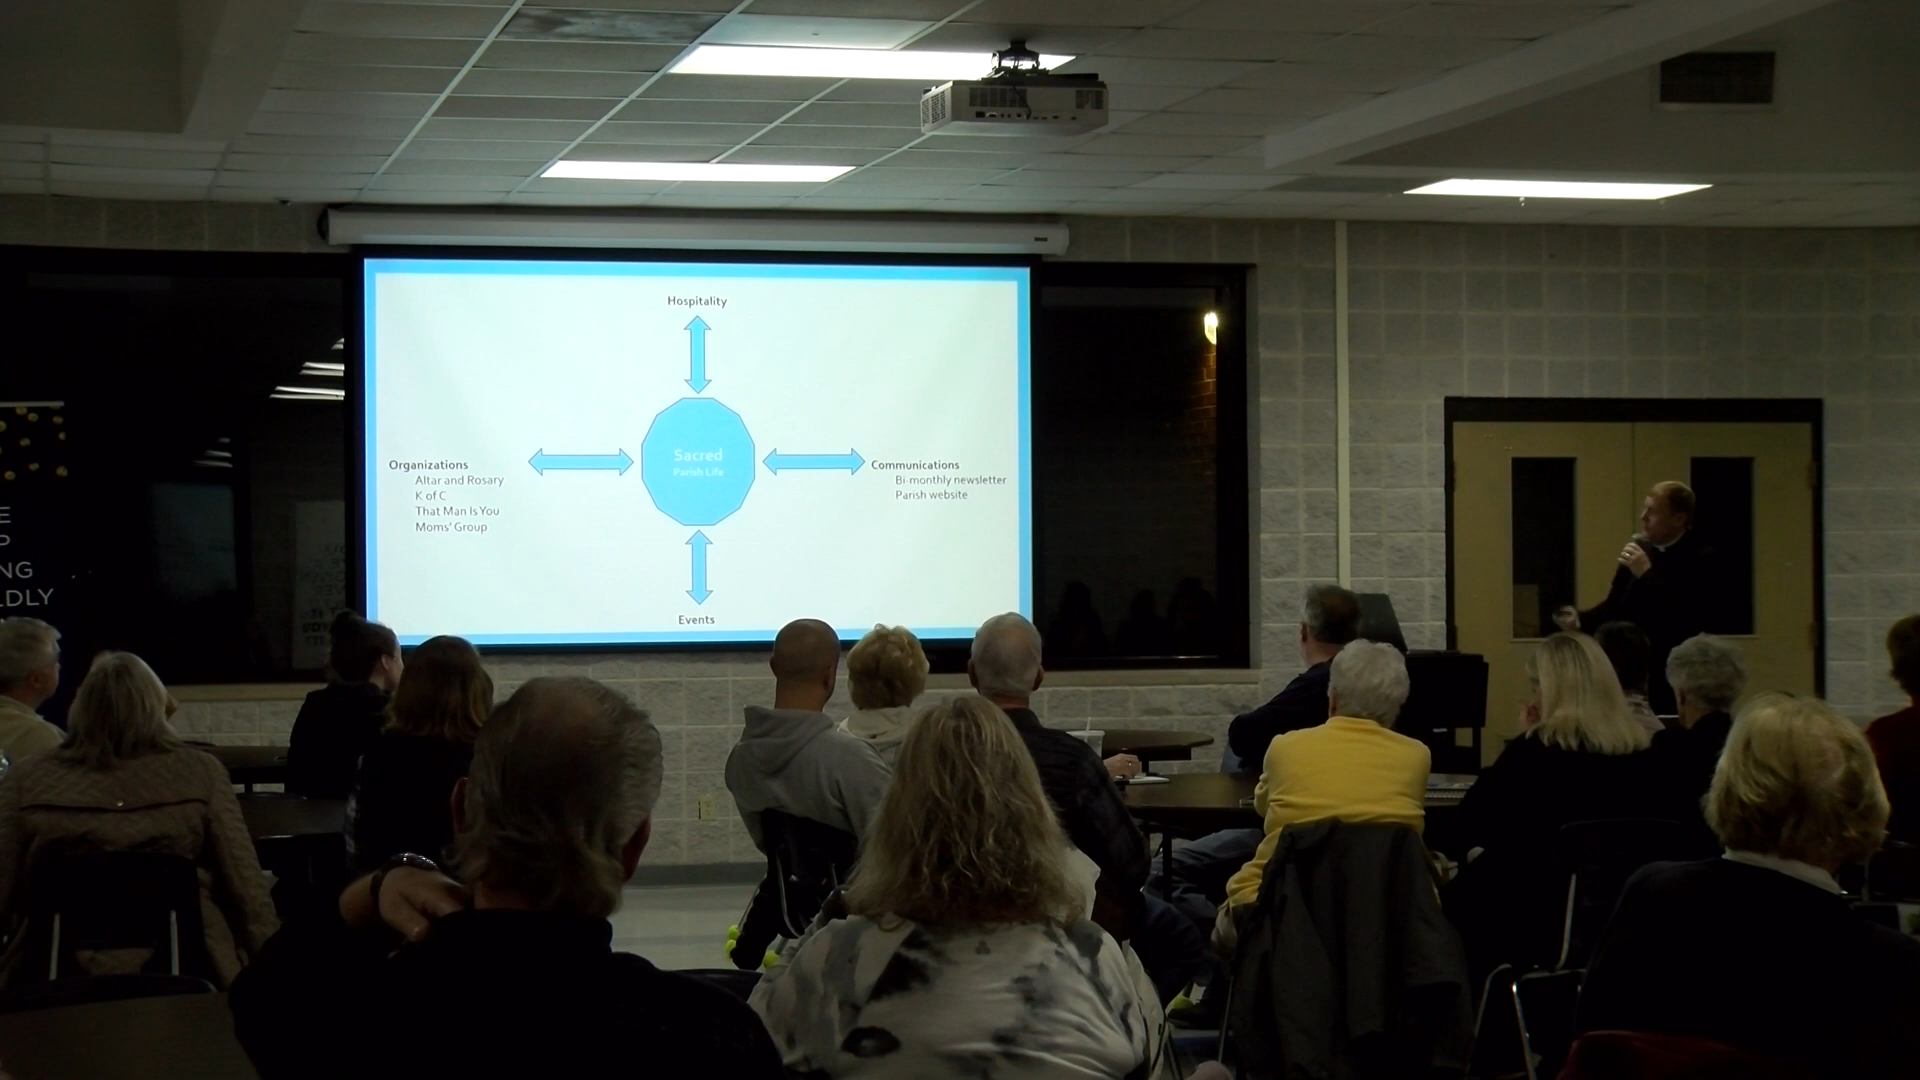 Hospitality
Sacred
Parish Life
Organizations
Altar and Rosary
K of C
That Man Is You
Moms' Group
Communications
Bi-monthly newsletter
Parish website
Events
E
P
NG
LDLY